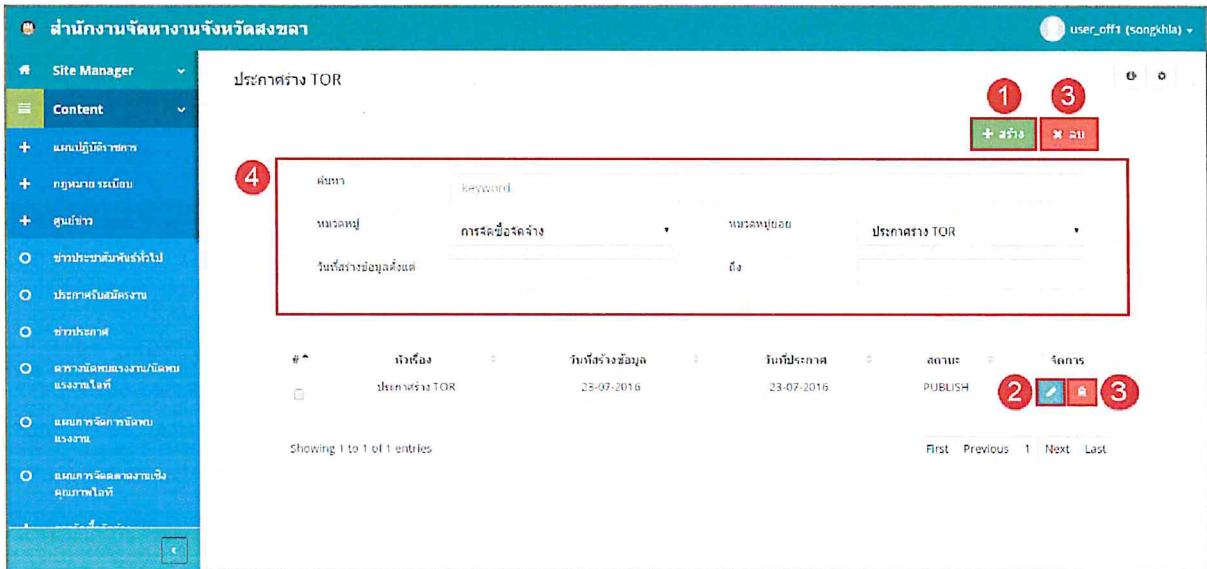 สำนักงานจัดหางานจังหวัดสงขลา
user_off1 (songkhla)
Site Manager
Content
แผนปฏิบัติราชการ
กฎหมาย ระเบียบ
ศูนย์ข่าว
ข่าวประชาสัมพันธ์ทั่วไป
ประกาศรับสมัครงาน
ข่าวประกาศ
ตารางนัดพบแรงงาน/นัดพบ
แรงงานไอที
แผนการจัดการนัดพบ
แรงงาน
แผนการจัดตลาดงานเชิง
คุณภาพไอที
ประกาศร่าง TOR
1 3
+ สร้าง
✖ ลบ
4
ค้นหา
keyword
หมวดหมู่
การจัดซื้อจัดจ้าง
หมวดหมู่ย่อย
ประกาศร่าง TOR
วันที่สร้างข้อมูลตั้งแต่
ถึง
# หัวเรื่อง วันที่สร้างข้อมูล วันที่ประกาศ สถานะ จัดการ
ประกาศร่าง TOR 23-07-2016 23-07-2016 PUBLISH 2 3
Showing 1 to 1 of 1 entries
First Previous 1 Next Last